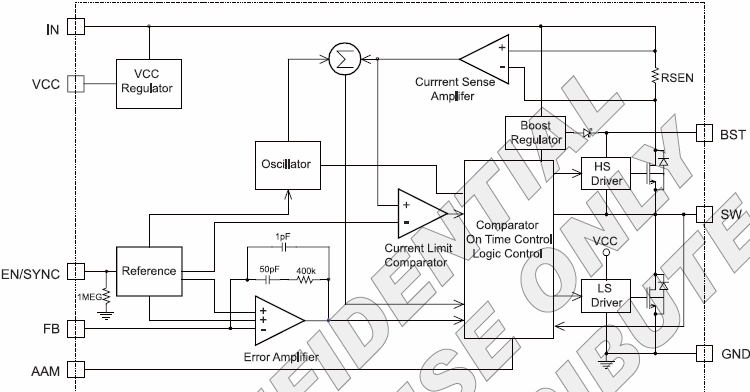 IN
VCC
VCC
Regulator
Σ
+
-
Currrent Sense
Amplifer
RSEN
Boost
Regulator
BST
Oscillator
HS
Driver
+
-
Current Limit
Comparator
Comparator
On Time Control
Logic Control
SW
VCC
1pF
50pF
400k
EN/SYNC
Reference
1MEG
LS
Driver
FB
+
+
-
Error Amplifier
AAM
GND
FIDENTIAL
USE ONLY
DISTRIBUTE